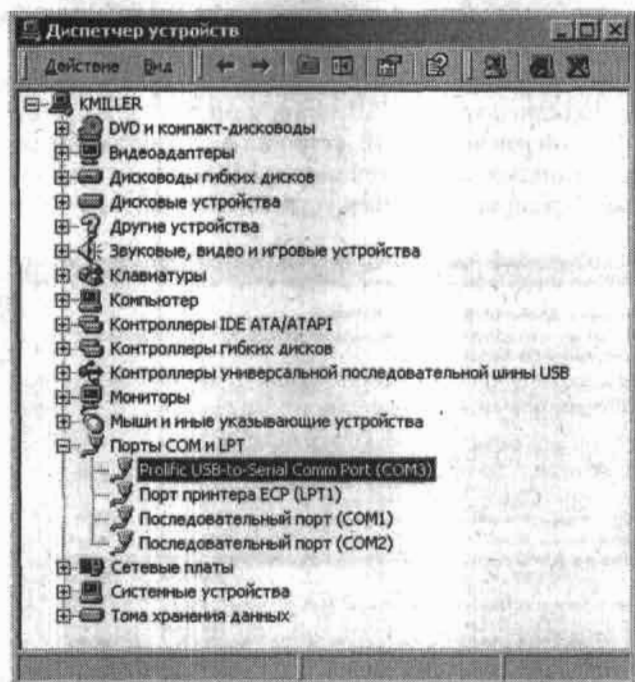 Диспетчер устройств
Действие Вид
KMILLER
DVD и компакт-дисководы
Видеоадаптеры
Дисководы гибких дисков
Дисковые устройства
Другие устройства
Звуковые, видео и игровые устройства
Клавиатуры
Компьютер
Контроллеры IDE ATA/ATAPI
Контроллеры гибких дисков
Контроллеры универсальной последовательной шины USB
Мониторы
Мыши и иные указывающие устройства
Порты COM и LPT
Prolific USB-to-Serial Comm Port (COM3)
Порт принтера ECP (LPT1)
Последовательный порт (COM1)
Последовательный порт (COM2)
Сетевые платы
Системные устройства
Тома хранения данных